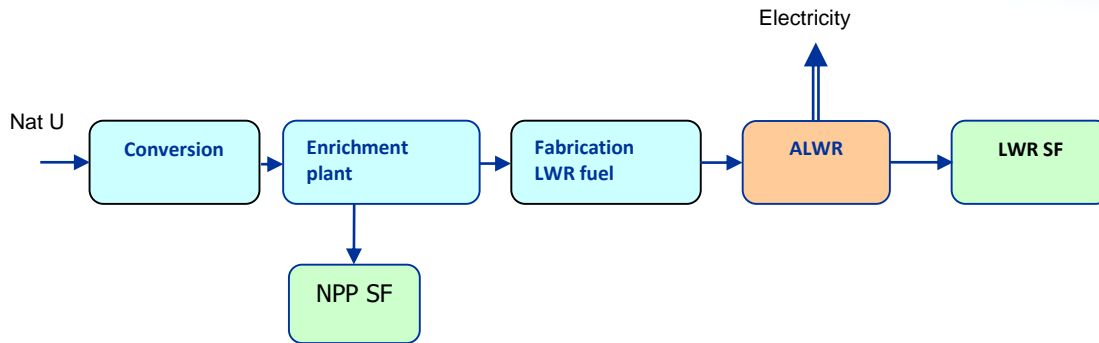 Electricity
Nat U
Conversion
Enrichment
plant
Fabrication
LWR fuel
ALWR
LWR SF
NPP SF